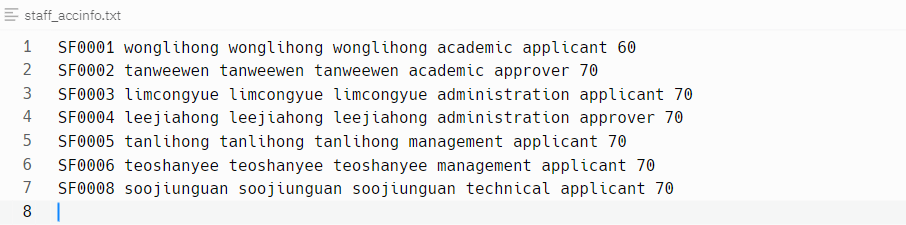 staff_accinfo.txt
1 SF0001 wonglihong wonglihong wonglihong academic applicant 60
2 SF0002 tanweewen tanweewen tanweewen academic approver 70
3 SF0003 limcongyue limcongyue limcongyue administration applicant 70
4 SF0004 leejiahong leejiahong leejiahong administration approver 70
5 SF0005 tanlihong tanlihong tanlihong management applicant 70
6 SF0006 teoshanyee teoshanyee teoshanyee management applicant 70
7 SF0008 soojiunguan soojiunguan soojiunguan technical applicant 70
8